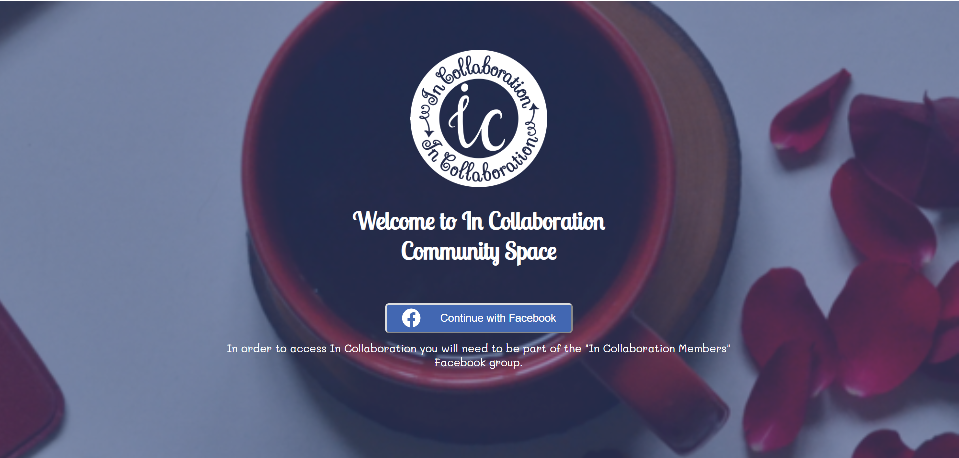 In Collaboration
ic
In Collaboration
Welcome to In Collaboration
Community Space
Continue with Facebook
In order to access In Collaboration you will need to be part of the "In Collaboration Members"
Facebook group.